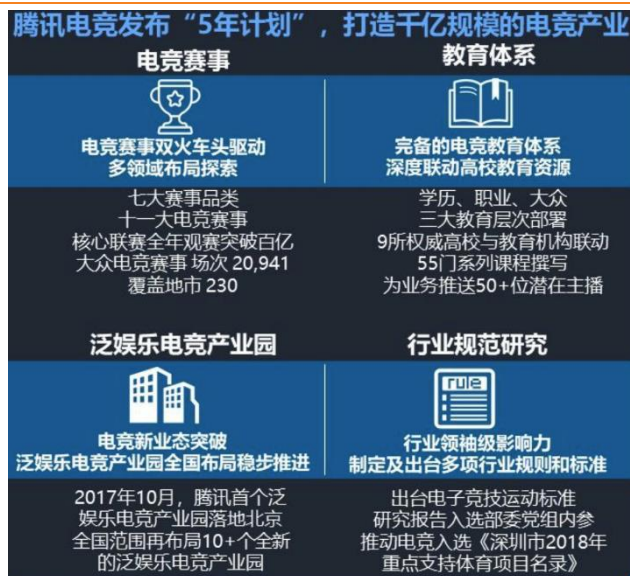 腾讯电竞发布“5年计划”，打造千亿规模的电竞产业
电竞赛事
电竞赛事双火车头驱动
多领域布局探索
七大赛事品类
十一大电竞赛事
核心联赛全年观赛突破百亿
大众电竞赛事 场次 20,941
覆盖地市 230
教育体系
完备的电竞教育体系
深度联动高校教育资源
学历、职业、大众
三大教育层次部署
9所权威高校与教育机构联动
55门系列课程撰写
为业务推送50+位潜在主播
泛娱乐电竞产业园
电竞新业态突破
泛娱乐电竞产业园全国布局稳步推进
2017年10月，腾讯首个泛
娱乐电竞产业园落地北京
全国范围再布局10+个全新
的泛娱乐电竞产业园
行业规范研究
rule
行业领袖级影响力
制定及出台多项行业规则和标准
出台电子竞技运动标准
研究报告入选部委党组内参
推动电竞入选《深圳市2018年
重点支持体育项目名录》